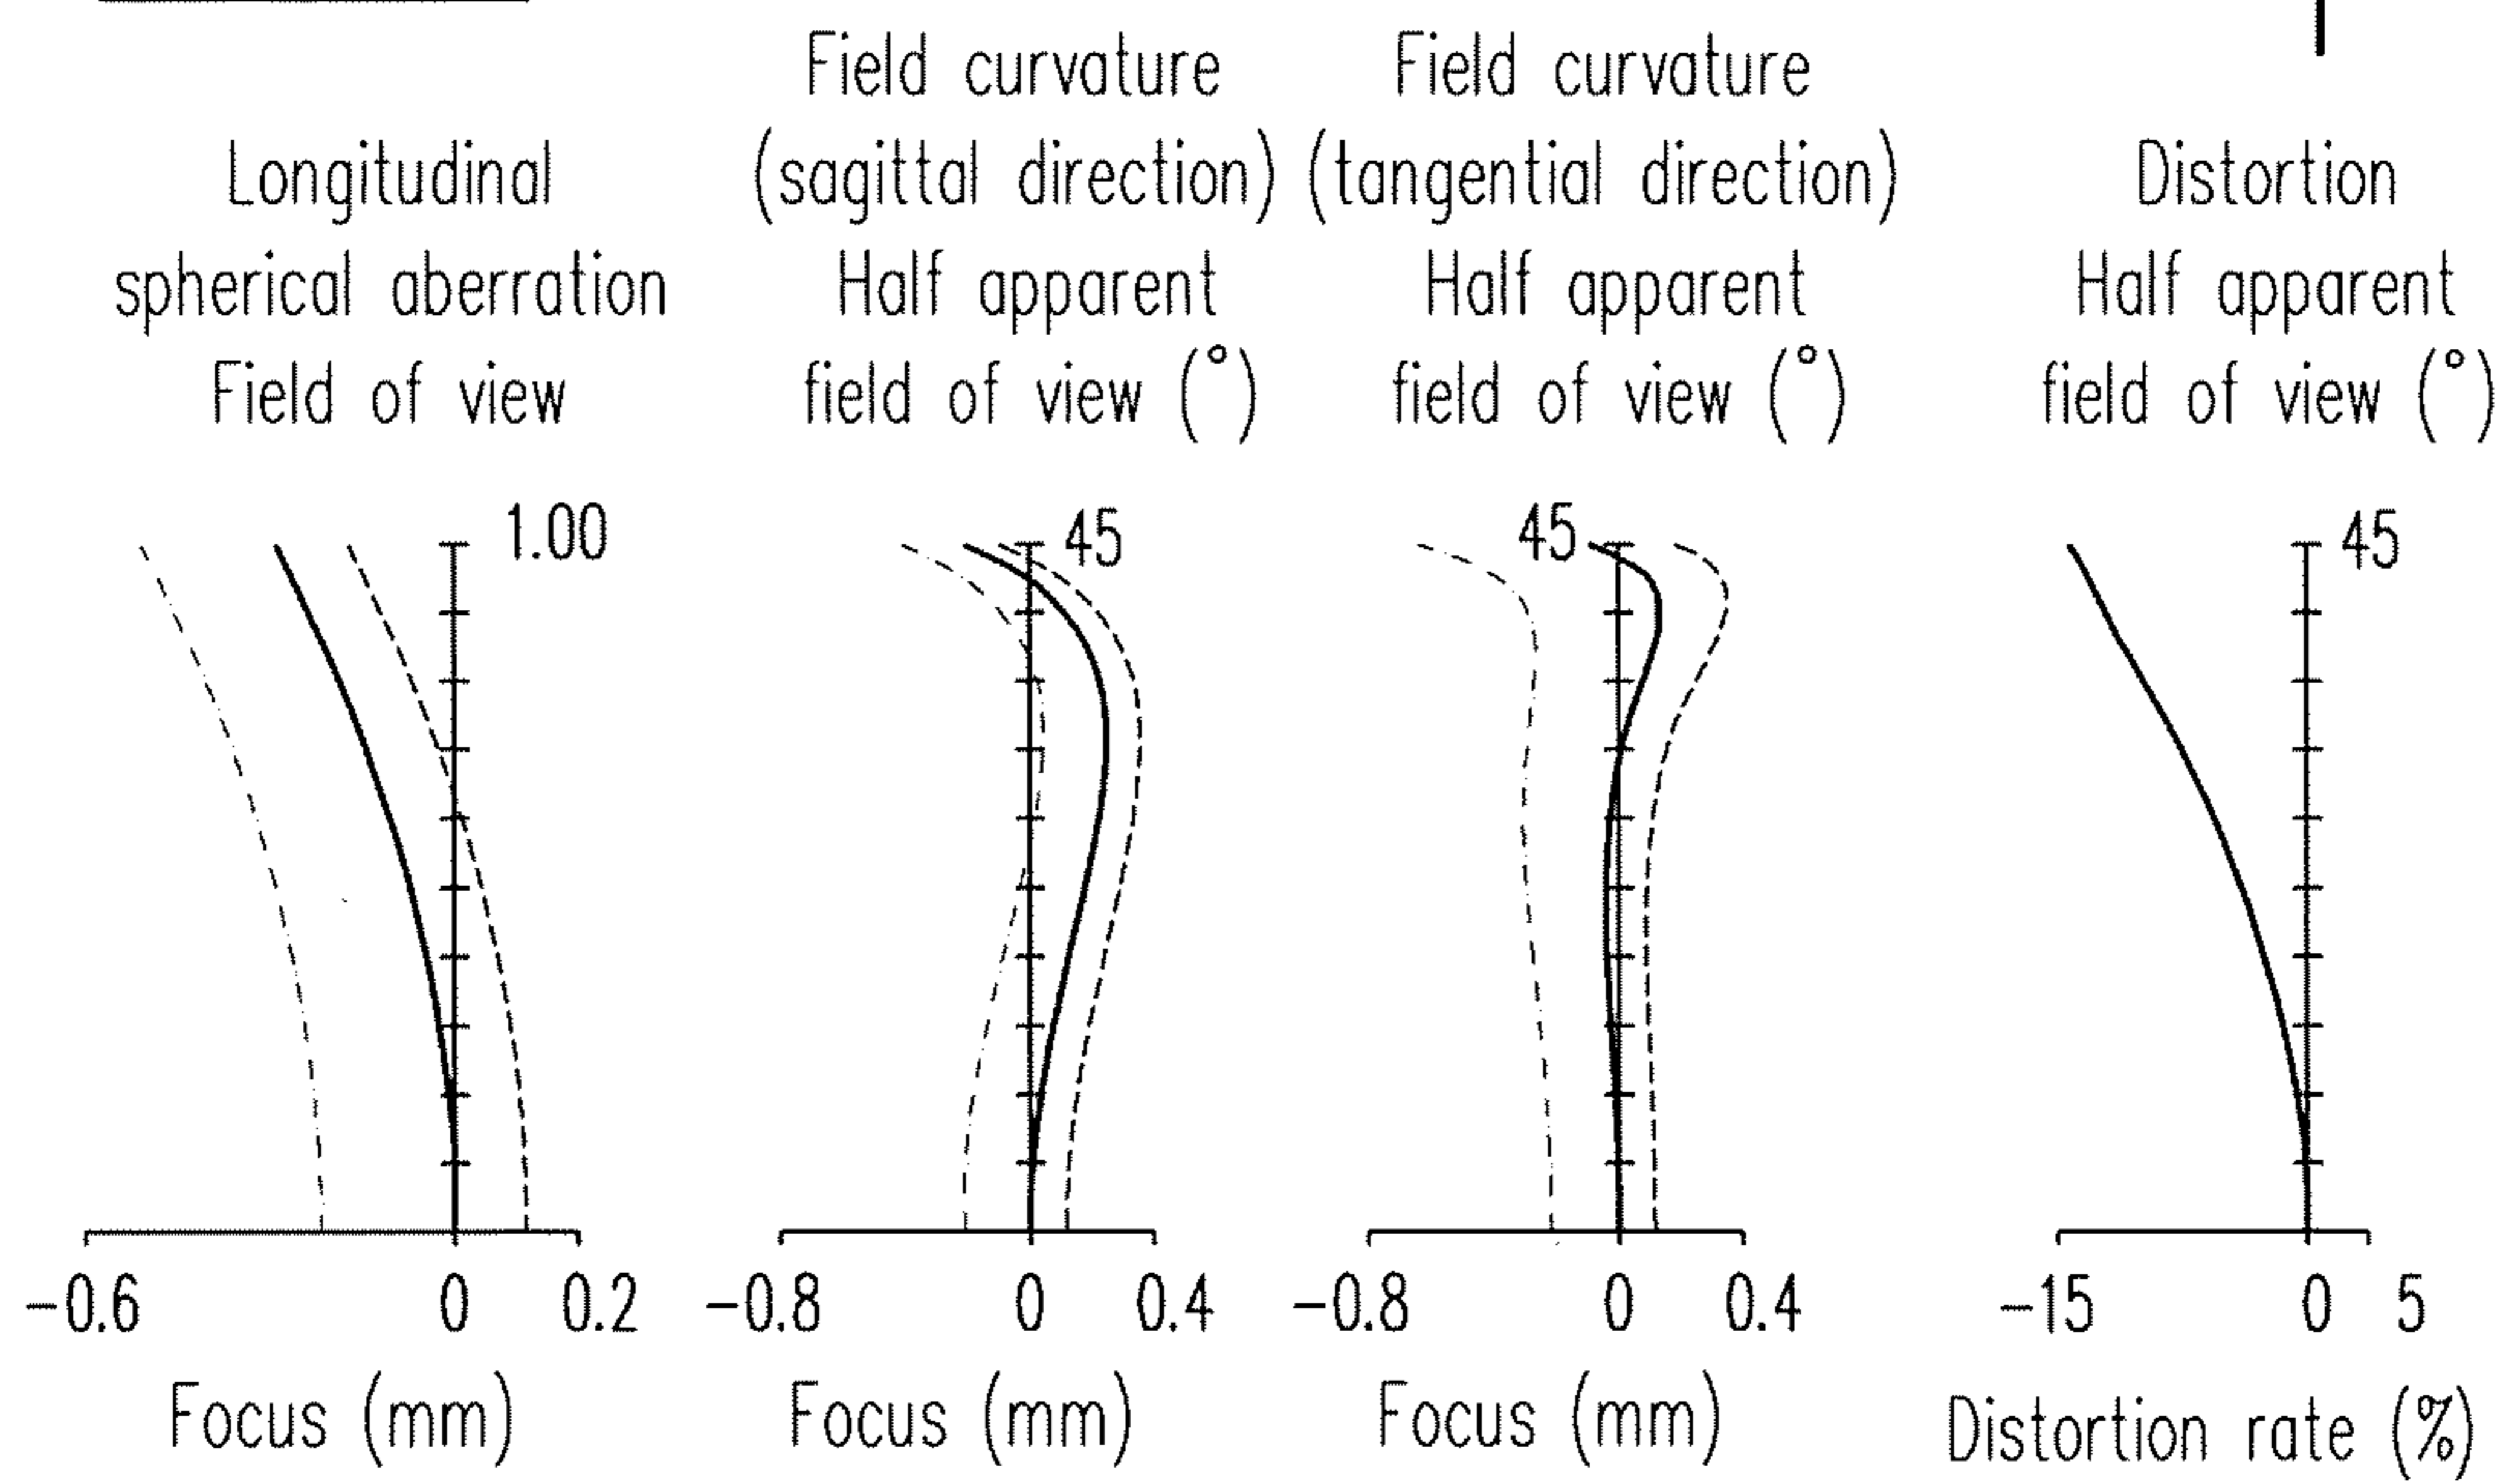 Longitudinal
spherical aberration
Field of view
1.00
-0.6 0 0.2
Focus (mm)
Field curvature
(sagittal direction)
Half apparent
field of view (°)
45
-0.8 0 0.4
Focus (mm)
Field curvature
(tangential direction)
Half apparent
field of view (°)
45
-0.8 0 0.4
Focus (mm)
Distortion
Half apparent
field of view (°)
45
-15 0 5
Distortion rate (%)